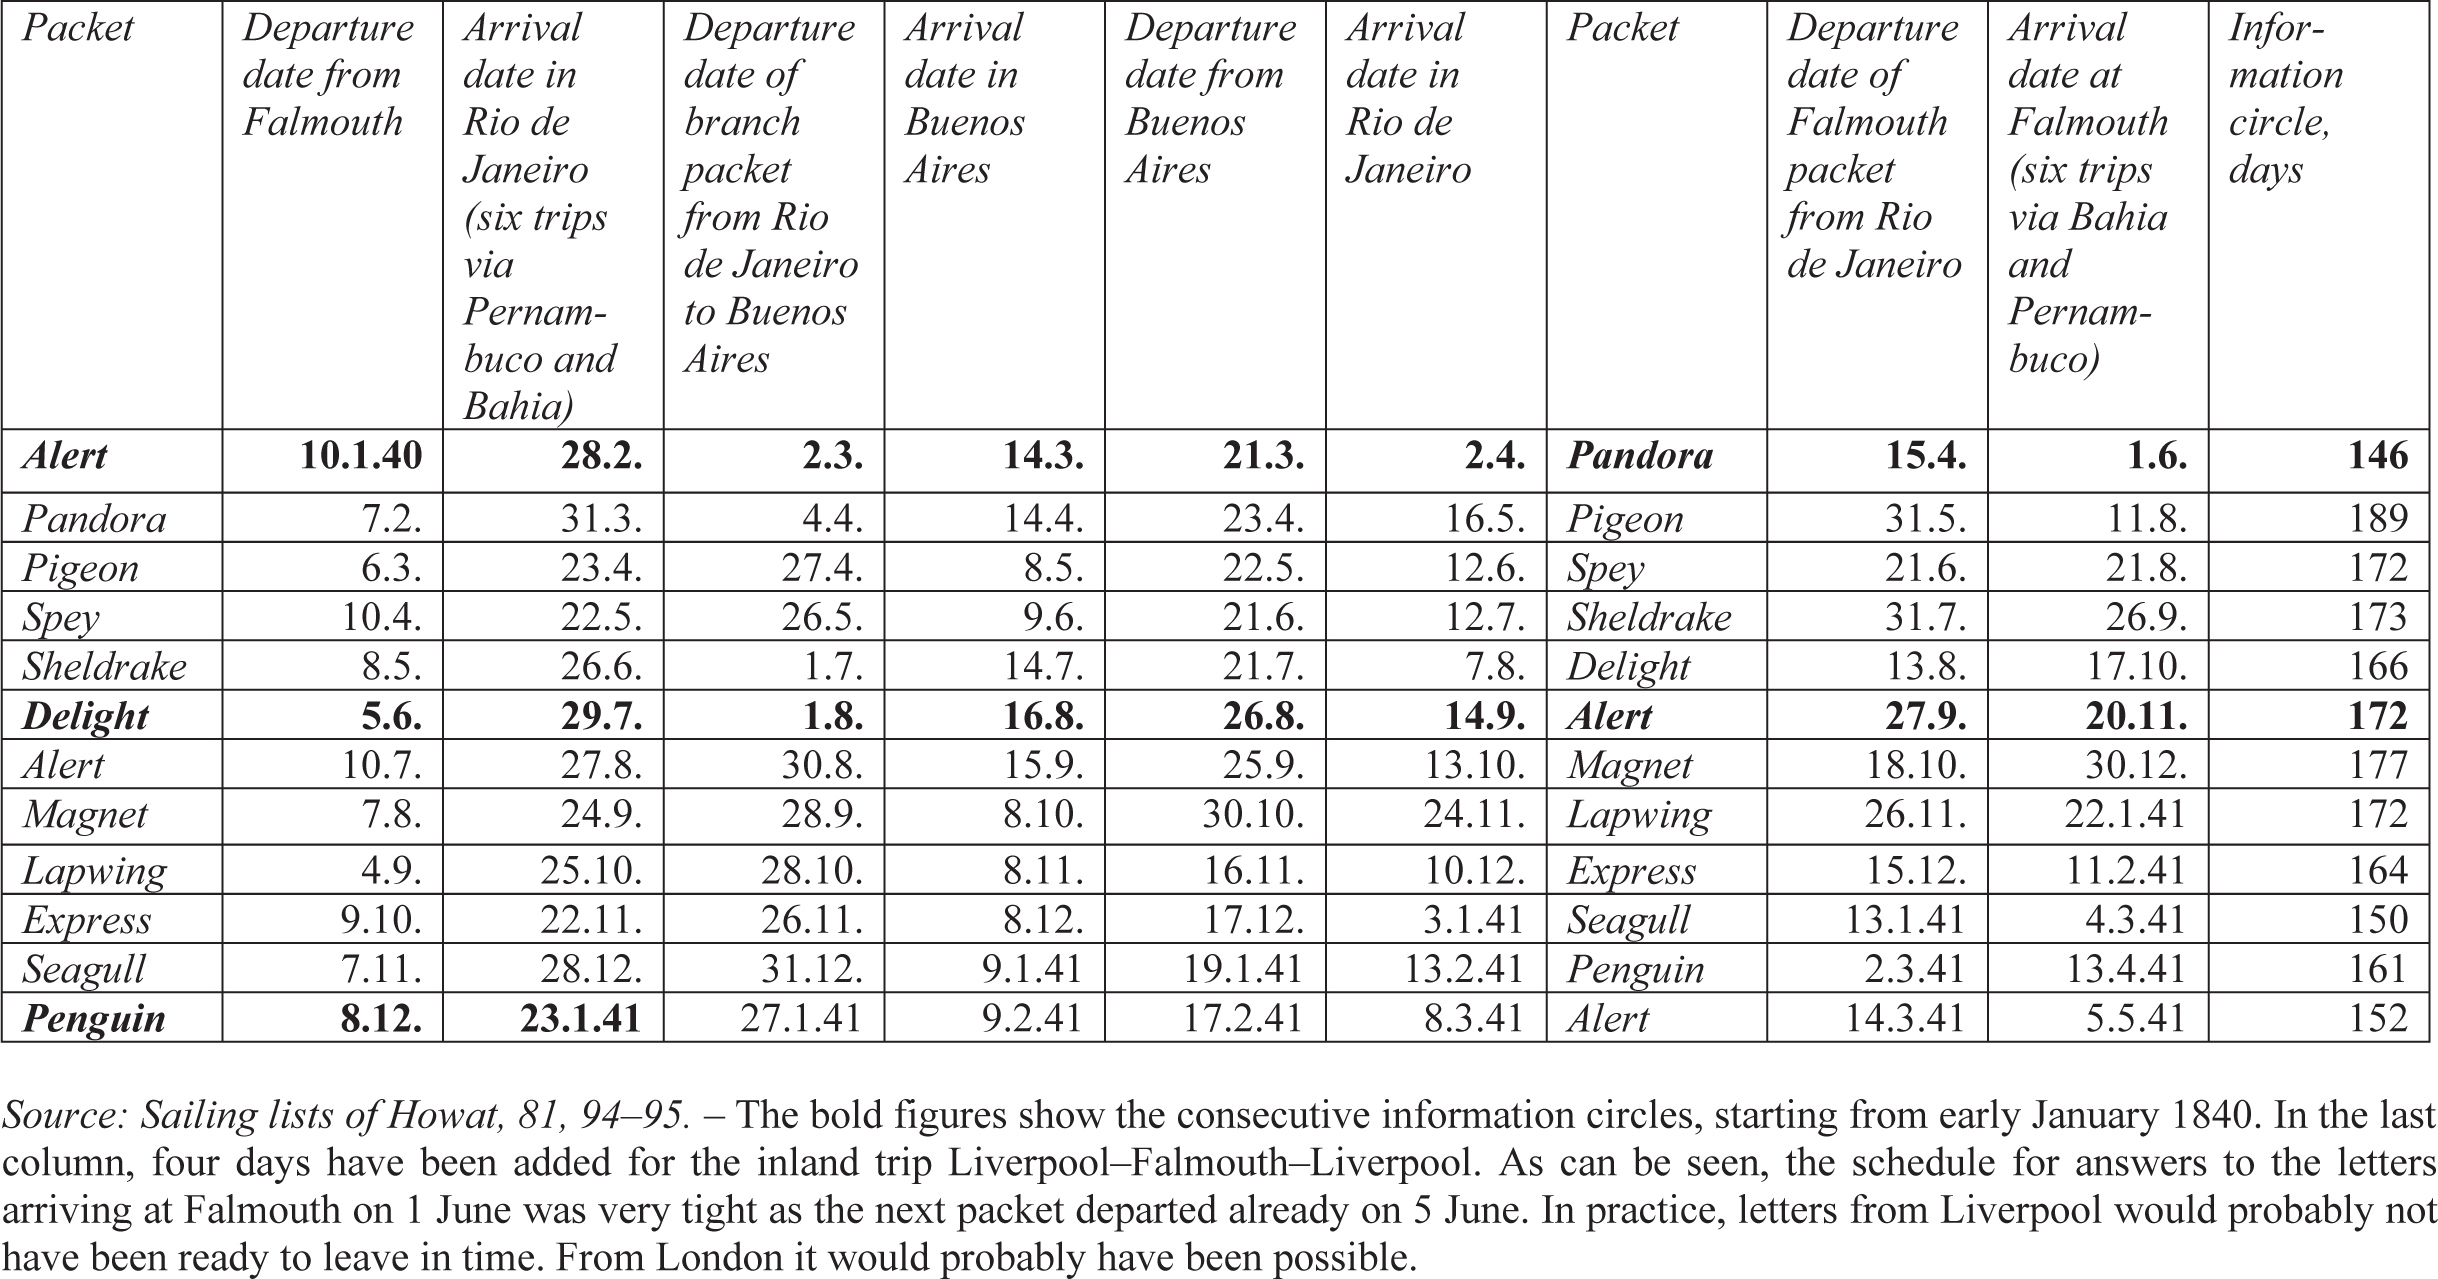 Packet | Departure date from Falmouth | Arrival date in Rio de Janeiro (six trips via Pernam-buco and Bahia) | Departure date of branch packet from Rio de Janeiro to Buenos Aires | Arrival date in Buenos Aires | Departure date from Buenos Aires | Arrival date in Rio de Janeiro | Packet | Departure date of Falmouth packet from Rio de Janeiro | Arrival date at Falmouth (six trips via Bahia and Pernam-buco) | Infor-mation circle, days
Alert | 10.1.40 | 28.2. | 2.3. | 14.3. | 21.3. | 2.4. | Pandora | 15.4. | 1.6. | 146
Pandora | 7.2. | 31.3. | 4.4. | 14.4. | 23.4. | 16.5. | Pigeon | 31.5. | 11.8. | 189
Pigeon | 6.3. | 23.4. | 27.4. | 8.5. | 22.5. | 12.6. | Spey | 21.6. | 21.8. | 172
Spey | 10.4. | 22.5. | 26.5. | 9.6. | 21.6. | 12.7. | Sheldrake | 31.7. | 26.9. | 173
Sheldrake | 8.5. | 26.6. | 1.7. | 14.7. | 21.7. | 7.8. | Delight | 13.8. | 17.10. | 166
Delight | 5.6. | 29.7. | 1.8. | 16.8. | 26.8. | 14.9. | Alert | 27.9. | 20.11. | 172
Alert | 10.7. | 27.8. | 30.8. | 15.9. | 25.9. | 13.10. | Magnet | 18.10. | 30.12. | 177
Magnet | 7.8. | 24.9. | 28.9. | 8.10. | 30.10. | 24.11. | Lapwing | 26.11. | 22.1.41 | 172
Lapwing | 4.9. | 25.10. | 28.10. | 8.11. | 16.11. | 10.12. | Express | 15.12. | 11.2.41 | 164
Express | 9.10. | 22.11. | 26.11. | 8.12. | 17.12. | 3.1.41 | Seagull | 13.1.41 | 4.3.41 | 150
Seagull | 7.11. | 28.12. | 31.12. | 9.1.41 | 19.1.41 | 13.2.41 | Penguin | 2.3.41 | 13.4.41 | 161
Penguin | 8.12. | 23.1.41 | 27.1.41 | 9.2.41 | 17.2.41 | 8.3.41 | Alert | 14.3.41 | 5.5.41 | 152
Source: Sailing lists of Howat, 81, 94–95. – The bold figures show the consecutive information circles, starting from early January 1840. In the last
column, four days have been added for the inland trip Liverpool–Falmouth–Liverpool. As can be seen, the schedule for answers to the letters
arriving at Falmouth on 1 June was very tight as the next packet departed already on 5 June. In practice, letters from Liverpool would probably not
have been ready to leave in time. From London it would probably have been possible.